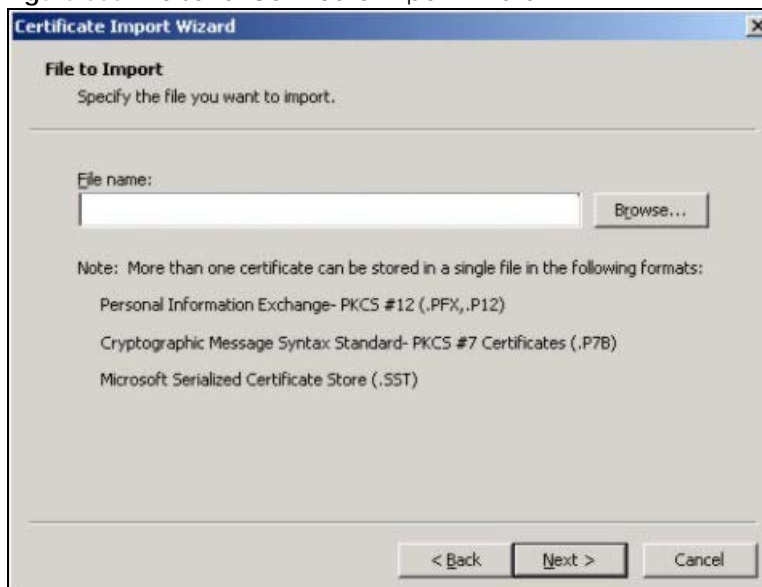 Certificate Import Wizard
File to Import
Specify the file you want to import.
File name:
Browse...
Note: More than one certificate can be stored in a single file in the following formats:
Personal Information Exchange- PKCS #12 (.PFX,.P12)
Cryptographic Message Syntax Standard- PKCS #7 Certificates (.P7B)
Microsoft Serialized Certificate Store (.SST)
< Back Next > Cancel